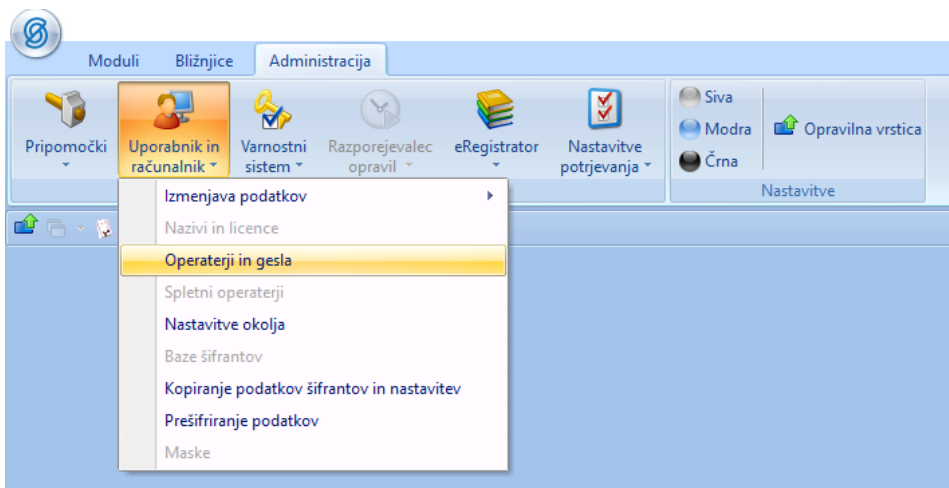 Moduli Bližnjice Administracija
Pripomočki
Uporabnik in
računalnik
Varnostni
sistem
Razporejevalec
opravil
eRegistrator
Nastavitve
potrjevanja
Siva
Modra
Črna
Opravilna vrstica
Nastavitve
Izmenjava podatkov
Nazivi in licence
Operaterji in gesla
Spletni operaterji
Nastavitve okolja
Baze šifrantov
Kopiranje podatkov šifrantov in nastavitev
Prešifriranje podatkov
Maske